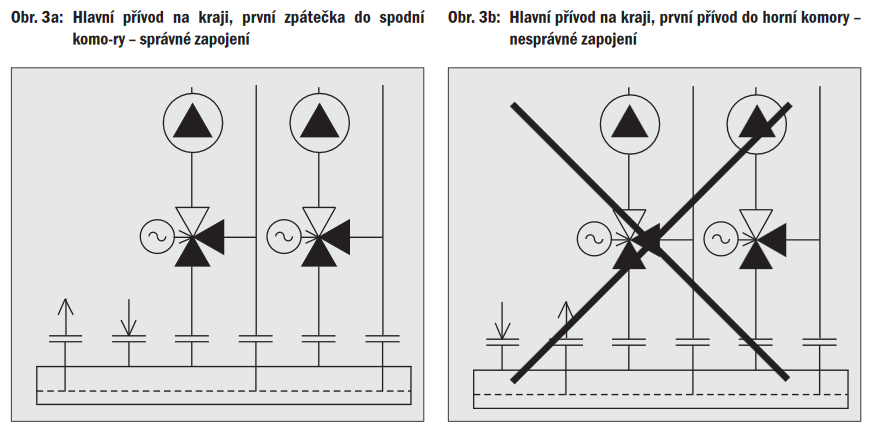 Obr. 3a: Hlavní přívod na kraji, první zpátečka do spodní
komo-ry – správné zapojení
Obr. 3b: Hlavní přívod na kraji, první přívod do horní komory –
nesprávné zapojení